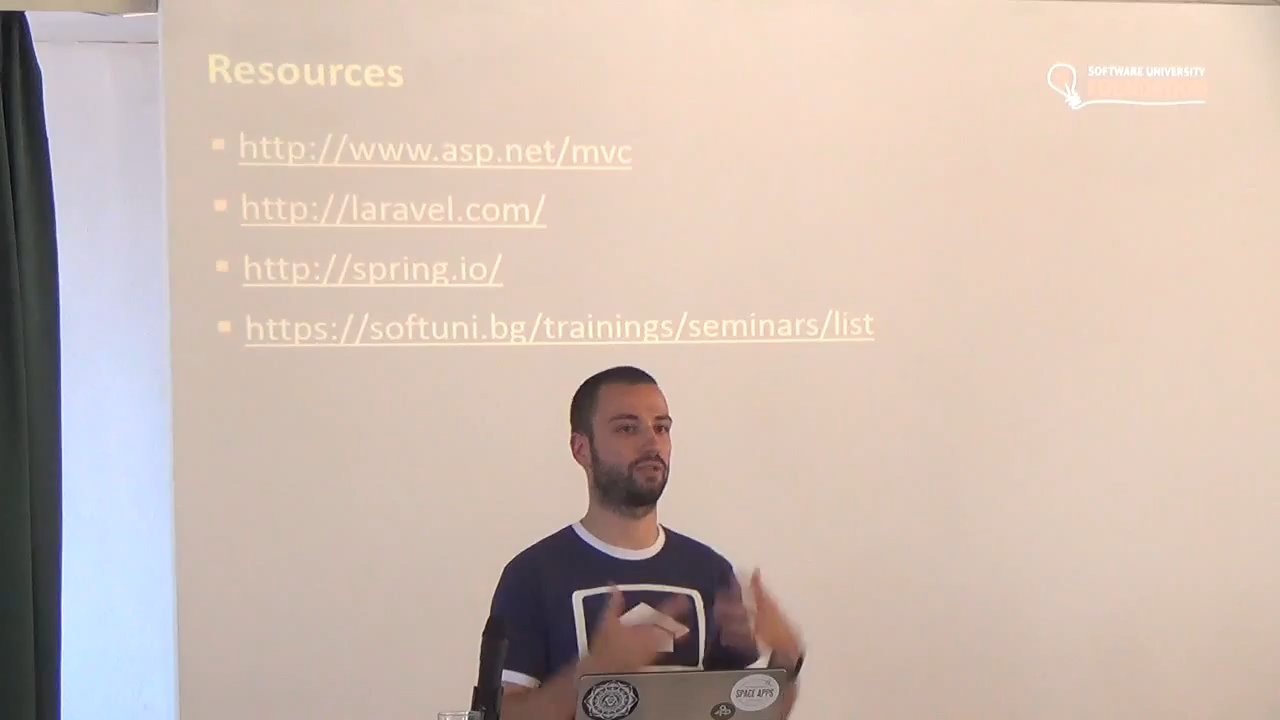 Resources
SOFTWARE UNIVERSITY
FOUNDATION
http://www.asp.net/mvc
http://laravel.com/
http://spring.io/
https://softuni.bg/trainings/seminars/list
SPACE APPS